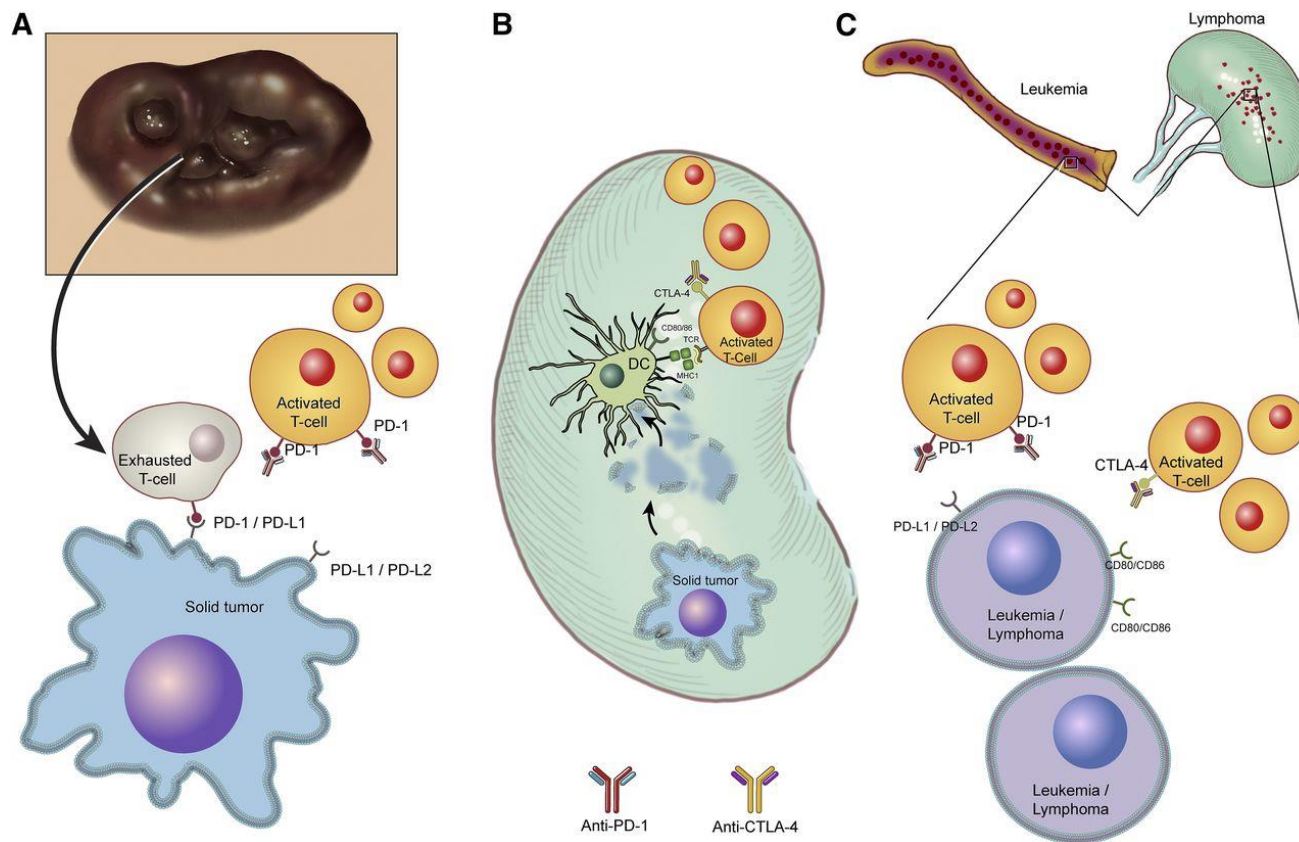 A
Exhausted
T-cell
Activated
T-cell
PD-1
PD-1
PD-1 / PD-L1
PD-L1 / PD-L2
Solid tumor
B
CTLA-4
CD80/86
TCR
DC
MHC1
Activated
T-Cell
Solid tumor
Anti-PD-1
Anti-CTLA-4
C
Leukemia
Lymphoma
Activated
T-cell
PD-1
PD-1
CTLA-4
Activated
T-cell
PD-L1 / PD-L2
CD80/CD86
CD80/CD86
Leukemia /
Lymphoma
Leukemia /
Lymphoma